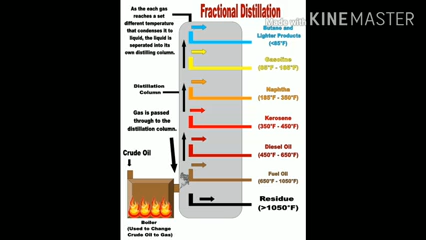 Fractional Distillation
Made with KINEMASTER
As the each gas
reaches a set
different temperature
that condenses it to
liquid, the liquid is
seperated into its
own distilling column.
Butane and
Lighter Products
(<85°F)
Gasoline
(85°F - 185°F)
Distillation
Column
Naphtha
(185°F - 350°F)
Gas is passed
through to the
distillation column.
Kerosene
(350°F - 450°F)
Diesel Oil
(450°F - 650°F)
Crude Oil
Fuel Oil
(650°F - 1050°F)
Residue
(>1050°F)
Boiler
(Used to Change
Crude Oil to Gas)